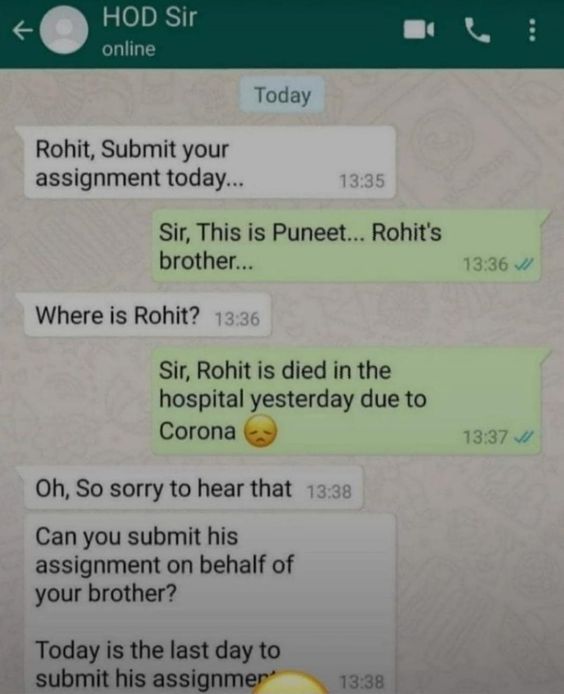 HOD Sir
online
Today
Rohit, Submit your
assignment today...
13:35
Sir, This is Puneet... Rohit's
brother...
13:36
Where is Rohit? 13:36
Sir, Rohit is died in the
hospital yesterday due to
Corona
13:37
Oh, So sorry to hear that 13:38
Can you submit his
assignment on behalf of
your brother?
Today is the last day to
submit his
13:38